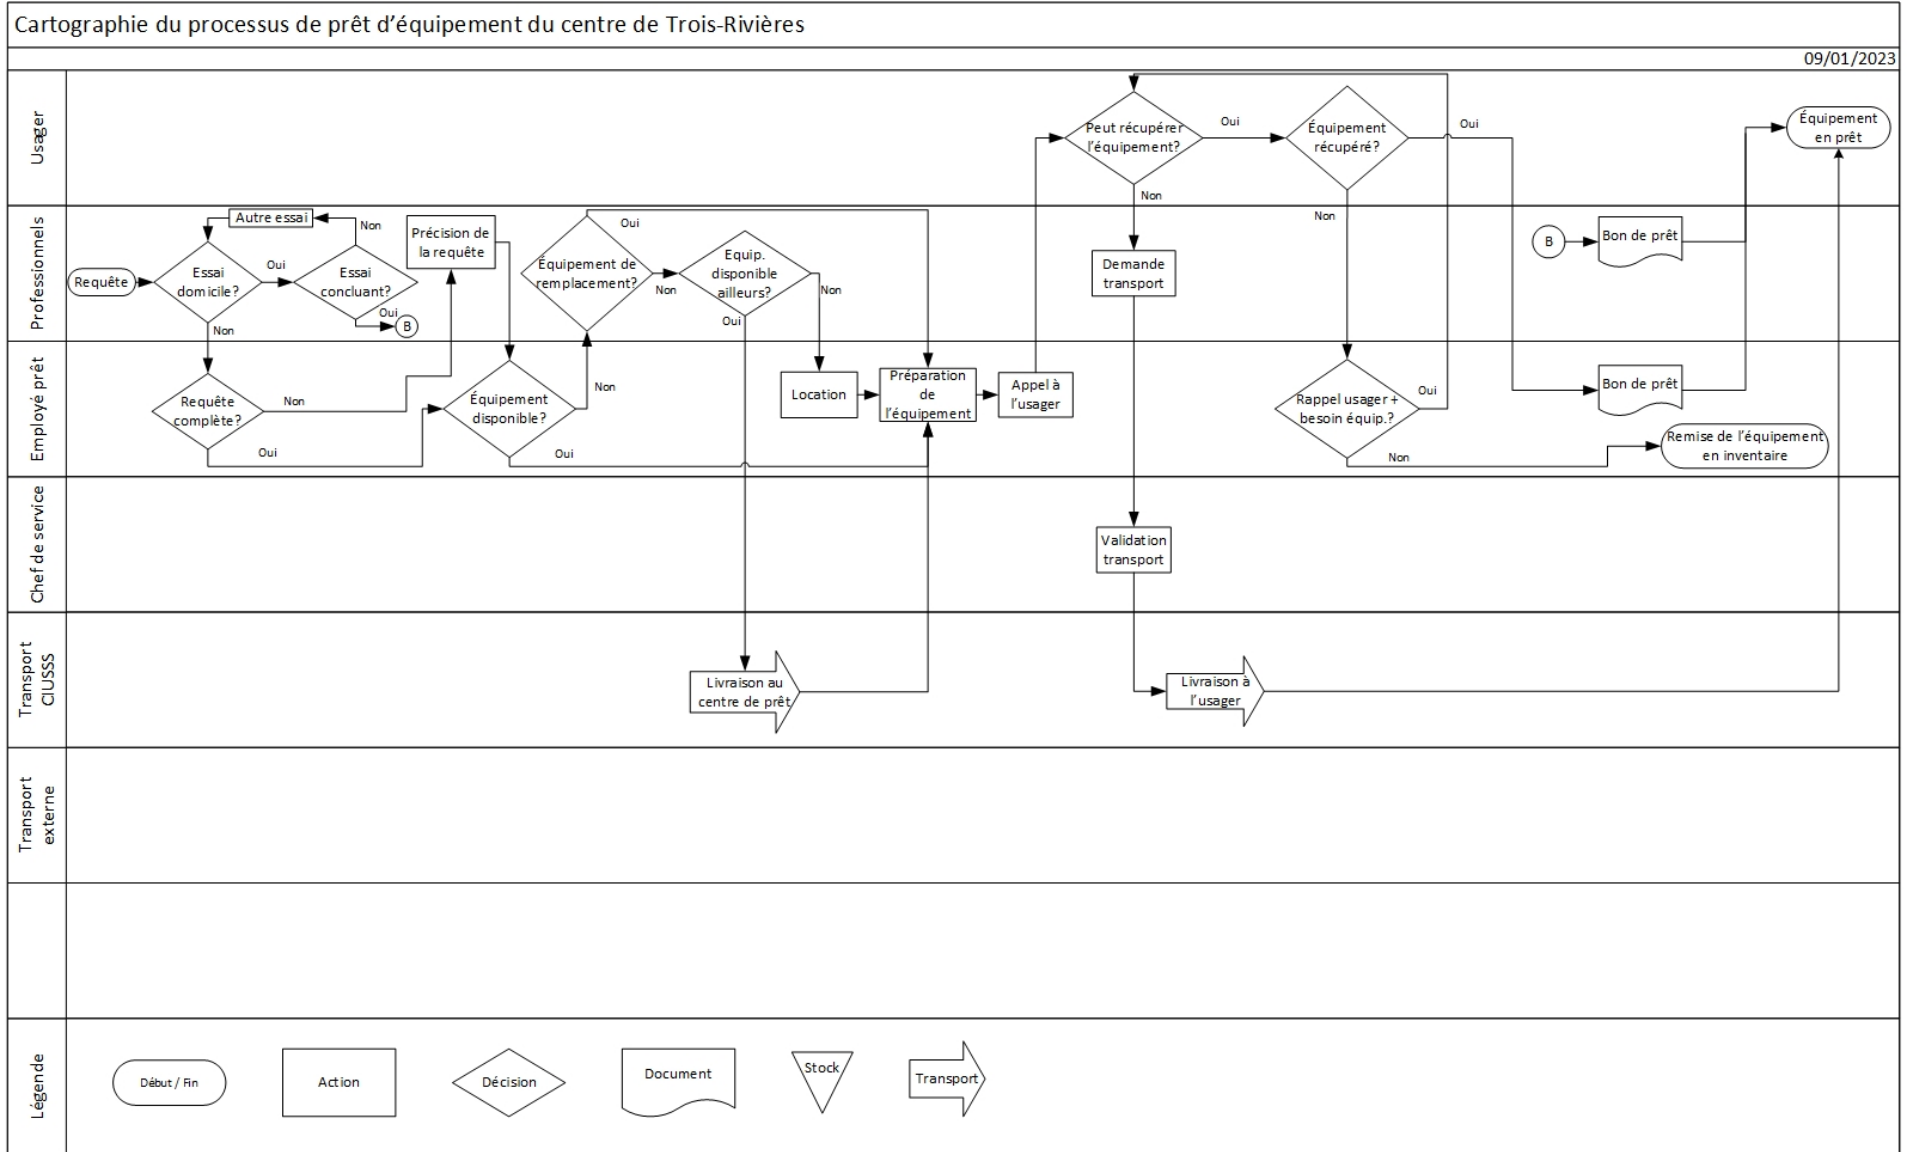 Cartographie du processus de prêt d'équipement du centre de Trois-Rivières
09/01/2023
Usager
Peut récupérer
l'équipement?
Oui
Non
Équipement
récupéré?
Oui
Non
Équipement
en prêt
Professionnels
Requête
Essai
domicile?
Oui
Non
Autre essai
Non
Essai
concluant?
Oui
B
Précision de
la requête
Équipement de
remplacement?
Oui
Non
Equip.
disponible
ailleurs?
Non
Oui
Demande
transport
B
Bon de prêt
Employé prêt
Requête
complète?
Non
Oui
Équipement
disponible?
Non
Oui
Location
Préparation
de
l'équipement
Appel à
l'usager
Rappel usager +
besoin équip.?
Oui
Non
Bon de prêt
Remise de l'équipement
en inventaire
Chef de service
Validation
transport
Transport
CIUSSS
Livraison au
centre de prêt
Livraison à
l'usager
Transport
externe
Légende
Début / Fin
Action
Décision
Document
Stock
Transport